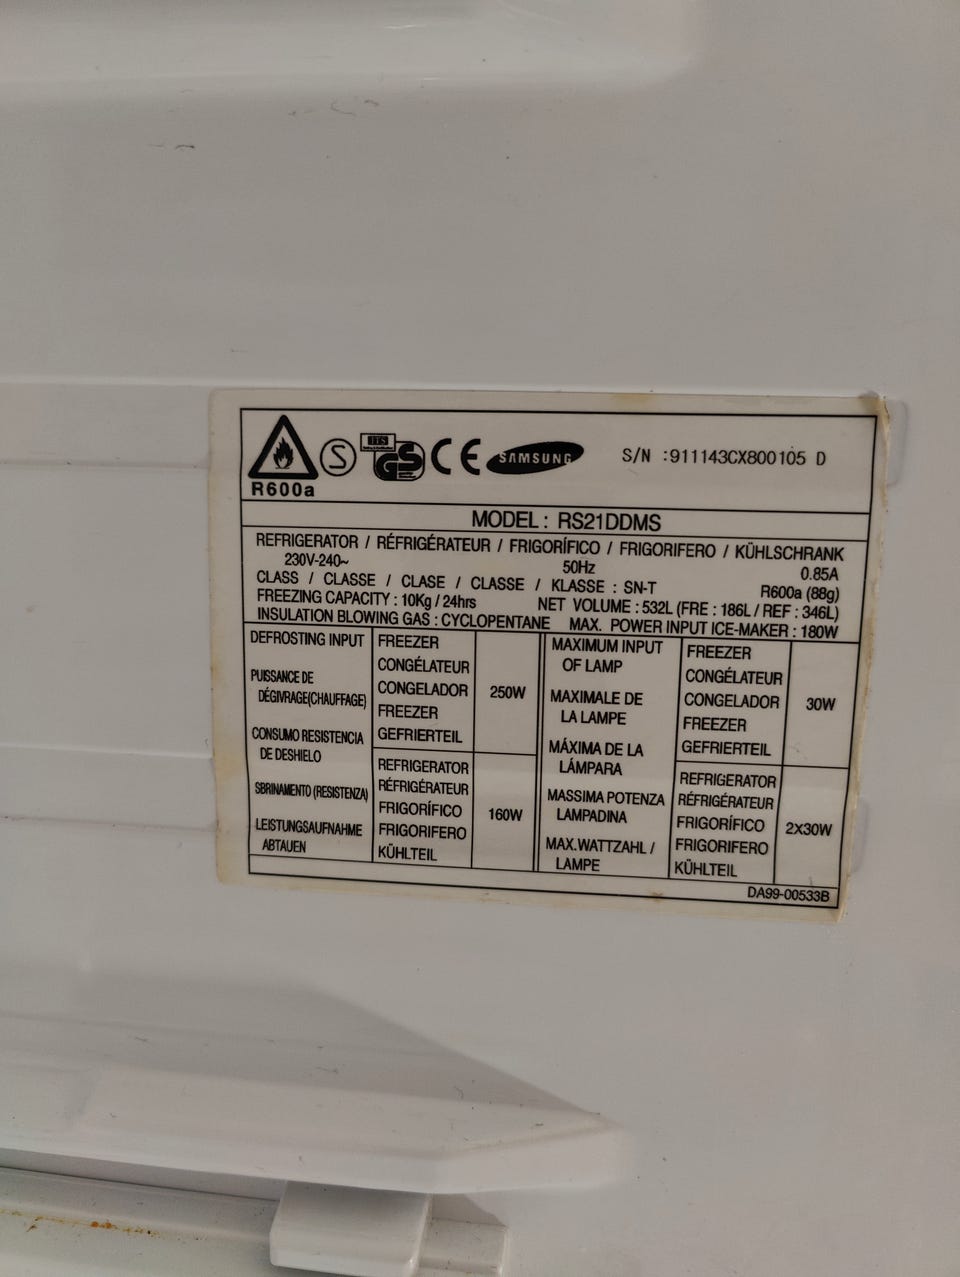 R600a
S
ITS
GS
CE
SAMSUNG
S/N :911143CX800105 D
MODEL : RS21DDMS
REFRIGERATOR / RÉFRIGÉRATEUR / FRIGORÍFICO / FRIGORIFERO / KÜHLSCHRANK
230V-240~ 50Hz 0.85A
CLASS / CLASSE / CLASE / CLASSE / KLASSE : SN-T R600a (88g)
FREEZING CAPACITY : 10Kg / 24hrs NET VOLUME : 532L (FRE : 186L / REF : 346L)
INSULATION BLOWING GAS : CYCLOPENTANE MAX. POWER INPUT ICE-MAKER : 180W
DEFROSTING INPUT
PUISSANCE DE
DÉGIVRAGE(CHAUFFAGE)
CONSUMO RESISTENCIA
DE DESHIELO
SBRINAMENTO (RESISTENZA)
LEISTUNGSAUFNAHME
ABTAUEN
FREEZER
CONGÉLATEUR
CONGELADOR
FREEZER
GEFRIERTEIL
250W
REFRIGERATOR
RÉFRIGÉRATEUR
FRIGORÍFICO
FRIGORIFERO
KÜHLTEIL
160W
MAXIMUM INPUT
OF LAMP
MAXIMALE DE
LA LAMPE
MÁXIMA DE LA
LÁMPARA
MASSIMA POTENZA
LAMPADINA
MAX.WATTZAHL /
LAMPE
FREEZER
CONGÉLATEUR
CONGELADOR
FREEZER
GEFRIERTEIL
30W
REFRIGERATOR
RÉFRIGÉRATEUR
FRIGORÍFICO
FRIGORIFERO
KÜHLTEIL
2X30W
DA99-00533B